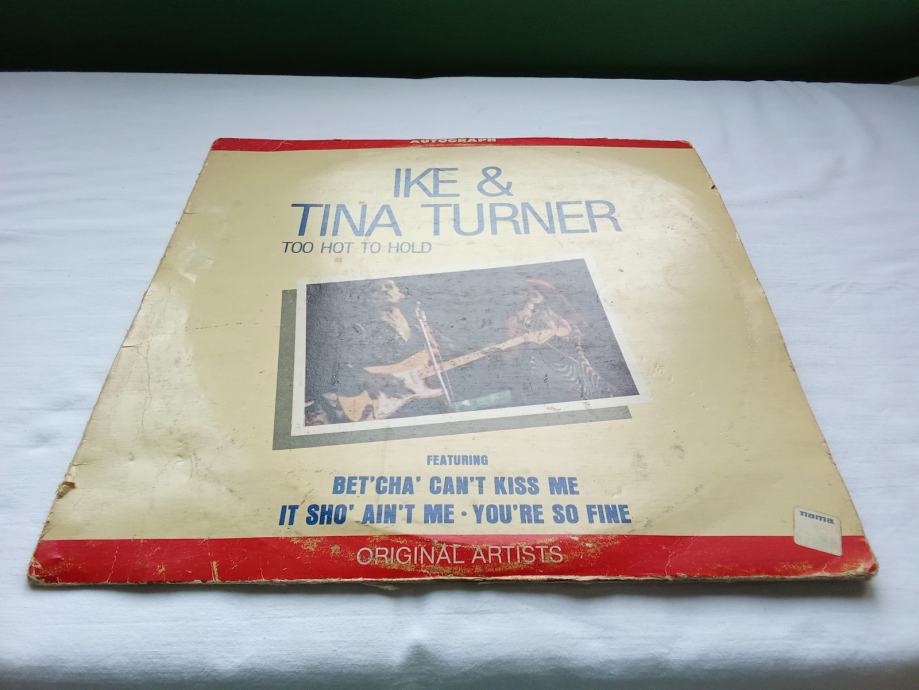 AUTOGRAPH
IKE &
TINA TURNER
TOO HOT TO HOLD
FEATURING
BET'CHA' CAN'T KISS ME
IT SHO' AIN'T ME · YOU'RE SO FINE
nama
ORIGINAL ARTISTS